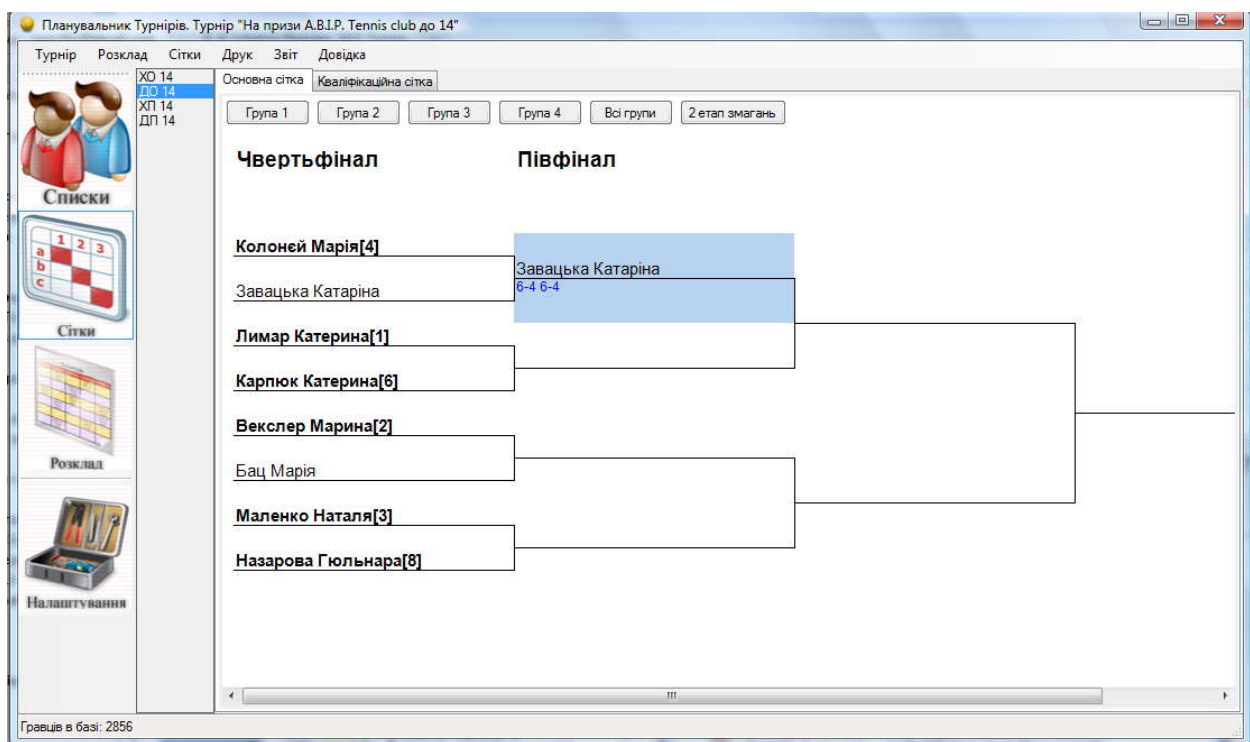 Планувальник Турнірів. Турнір "На призи A.B.I.P. Tennis club до 14"
Турнір Розклад Сітки Друк Звіт Довідка
Списки
1 2 3
a
b
c
Сітки
Розклад
Налаштування
ХО 14
ДО 14
ХП 14
ДП 14
Основна сітка Кваліфікаційна сітка
Група 1 Група 2 Група 3 Група 4 Всі групи 2 етап змагань
Чвертьфінал Півфінал
Колонєй Марія[4]
Завацька Катаріна
6-4 6-4
Завацька Катаріна
Лимар Катерина[1]
Карпюк Катерина[6]
Векслер Марина[2]
Бац Марія
Маленко Наталя[3]
Назарова Гюльнара[8]
Гравців в базі: 2856